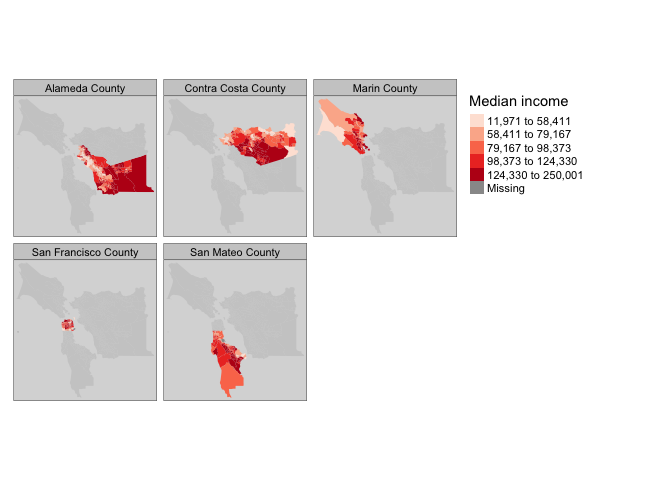 Alameda County
Contra Costa County
Marin County
Median income
11,971 to 58,411
58,411 to 79,167
79,167 to 98,373
98,373 to 124,330
124,330 to 250,001
Missing
San Francisco County
San Mateo County